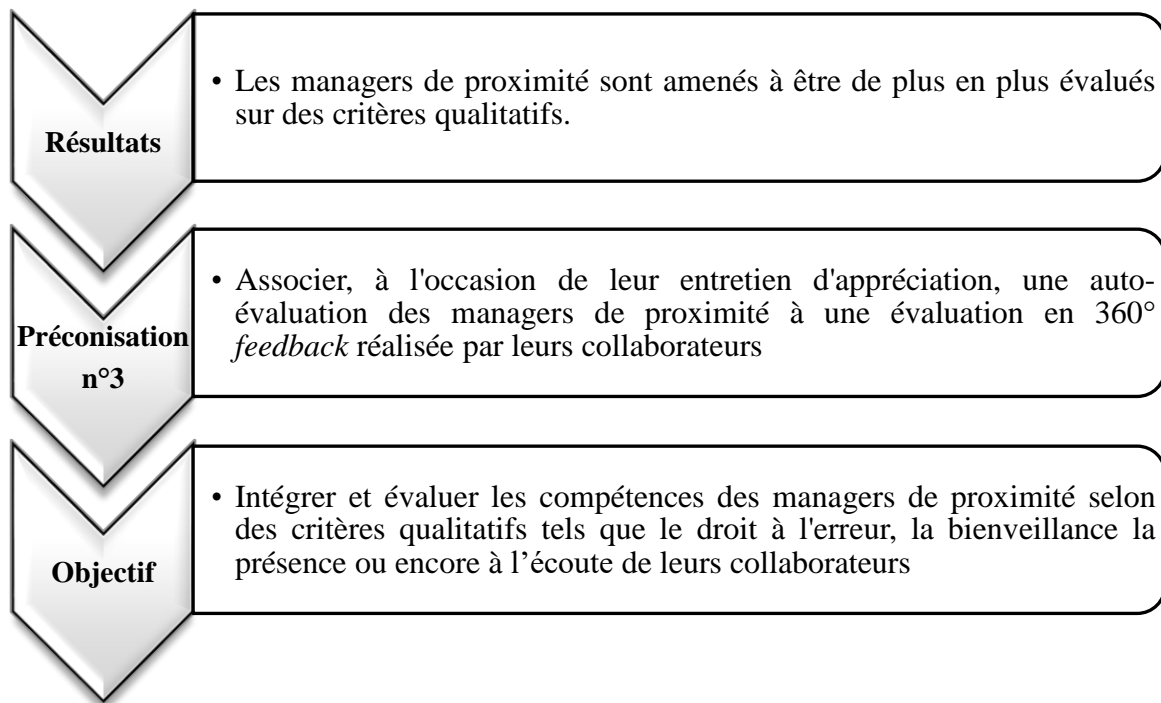 Résultats
• Les managers de proximité sont amenés à être de plus en plus évalués
sur des critères qualitatifs.
Préconisation
n°3
• Associer, à l'occasion de leur entretien d'appréciation, une auto-
évaluation des managers de proximité à une évaluation en 360°
feedback réalisée par leurs collaborateurs
Objectif
• Intégrer et évaluer les compétences des managers de proximité selon
des critères qualitatifs tels que le droit à l'erreur, la bienveillance la
présence ou encore à l’écoute de leurs collaborateurs